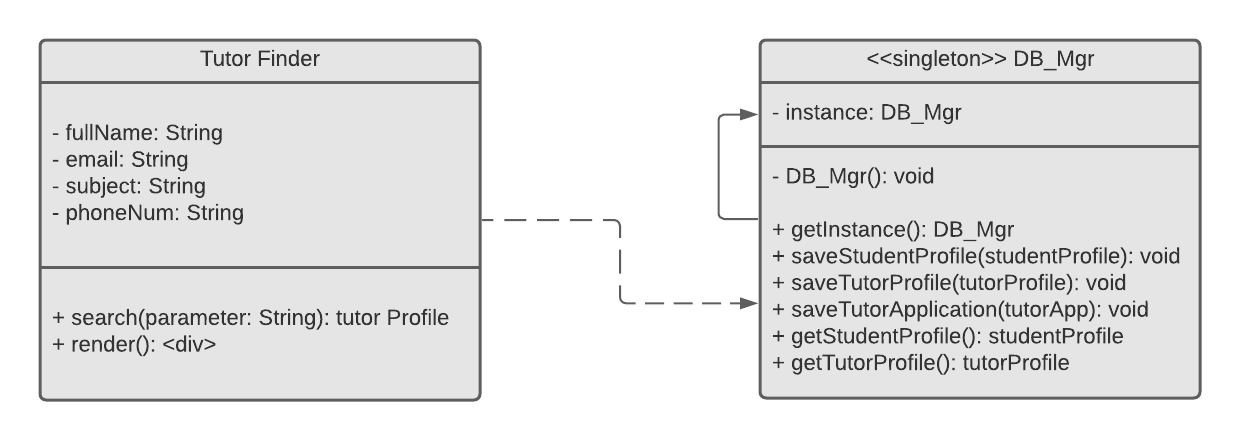 Tutor Finder
- fullName: String
- email: String
- subject: String
- phoneNum: String
+ search(parameter: String): tutor Profile
+ render(): <div>
<<singleton>> DB_Mgr
- instance: DB_Mgr
- DB_Mgr(): void
+ getInstance(): DB_Mgr
+ saveStudentProfile(studentProfile): void
+ saveTutorProfile(tutorProfile): void
+ saveTutorApplication(tutorApp): void
+ getStudentProfile(): studentProfile
+ getTutorProfile(): tutorProfile